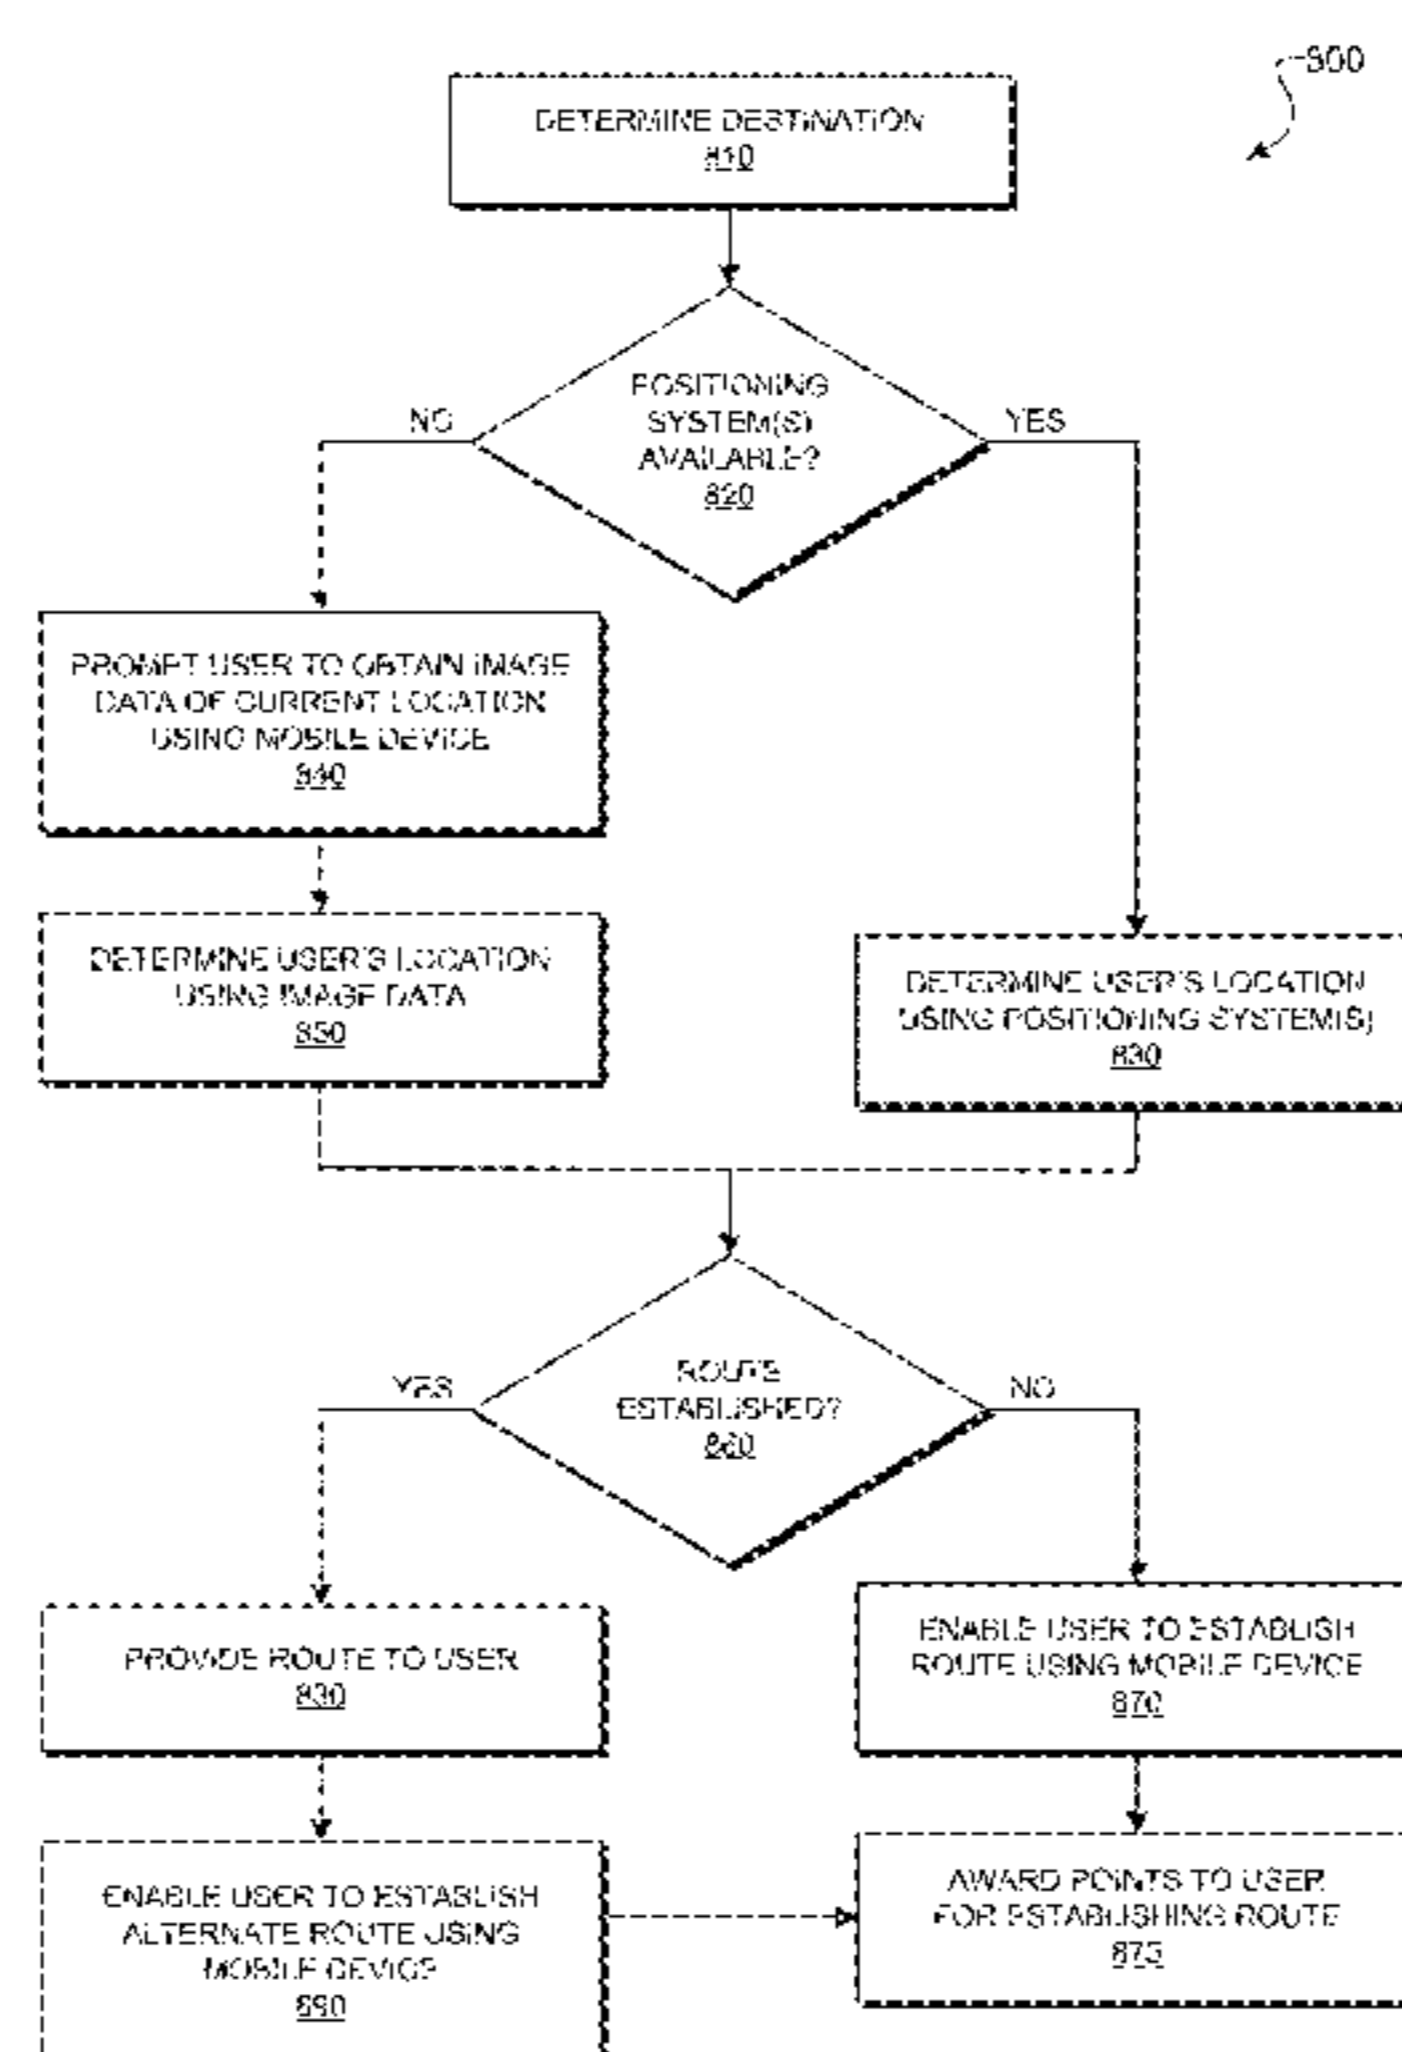 800
DETERMINE DESTINATION
810
POSITIONING
SYSTEM(S)
AVAILABLE?
820
NO
YES
PROMPT USER TO OBTAIN IMAGE
DATA OF CURRENT LOCATION
USING MOBILE DEVICE
840
DETERMINE USER'S LOCATION
USING IMAGE DATA
850
DETERMINE USER'S LOCATION
USING POSITIONING SYSTEM(S)
830
ROUTE
ESTABLISHED?
860
YES
NO
PROVIDE ROUTE TO USER
ENABLE USER TO ESTABLISH
ROUTE USING MOBILE DEVICE
870
ENABLE USER TO ESTABLISH
ALTERNATE ROUTE USING
MOBILE DEVICE
890
AWARD POINTS TO USER
FOR ESTABLISHING ROUTE
875